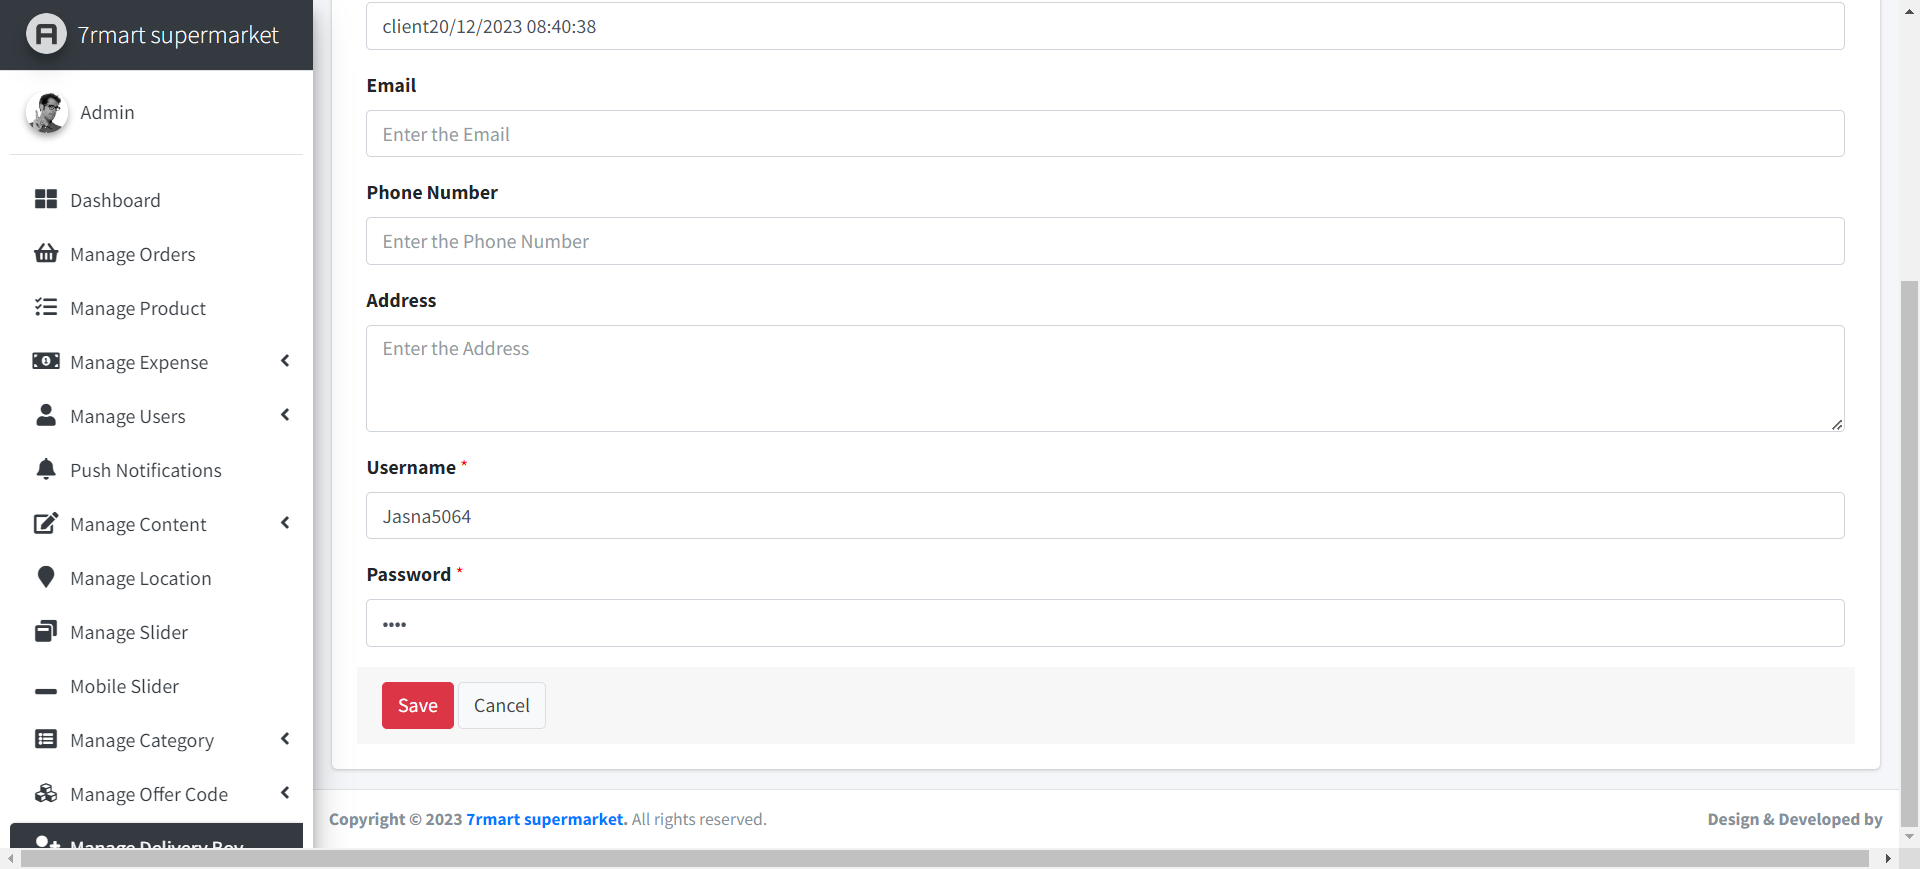 7rmart supermarket
Admin
Dashboard
Manage Orders
Manage Product
Manage Expense
Manage Users
Push Notifications
Manage Content
Manage Location
Manage Slider
Mobile Slider
Manage Category
Manage Offer Code
Manage Delivery Boy
client20/12/2023 08:40:38
Email
Enter the Email
Phone Number
Enter the Phone Number
Address
Enter the Address
Username *
Jasna5064
Password *
••••
Save Cancel
Copyright © 2023 7rmart supermarket. All rights reserved.
Design & Developed by